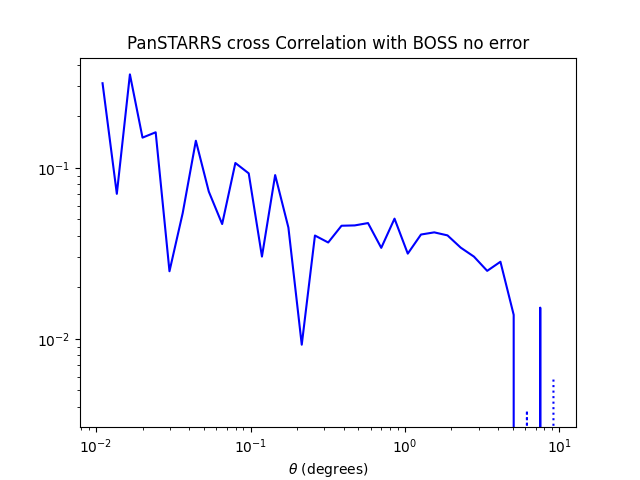 PanSTARRS cross Correlation with BOSS no error
10⁻¹
10⁻²
10⁻² 10⁻¹ 10⁰ 10¹
θ (degrees)